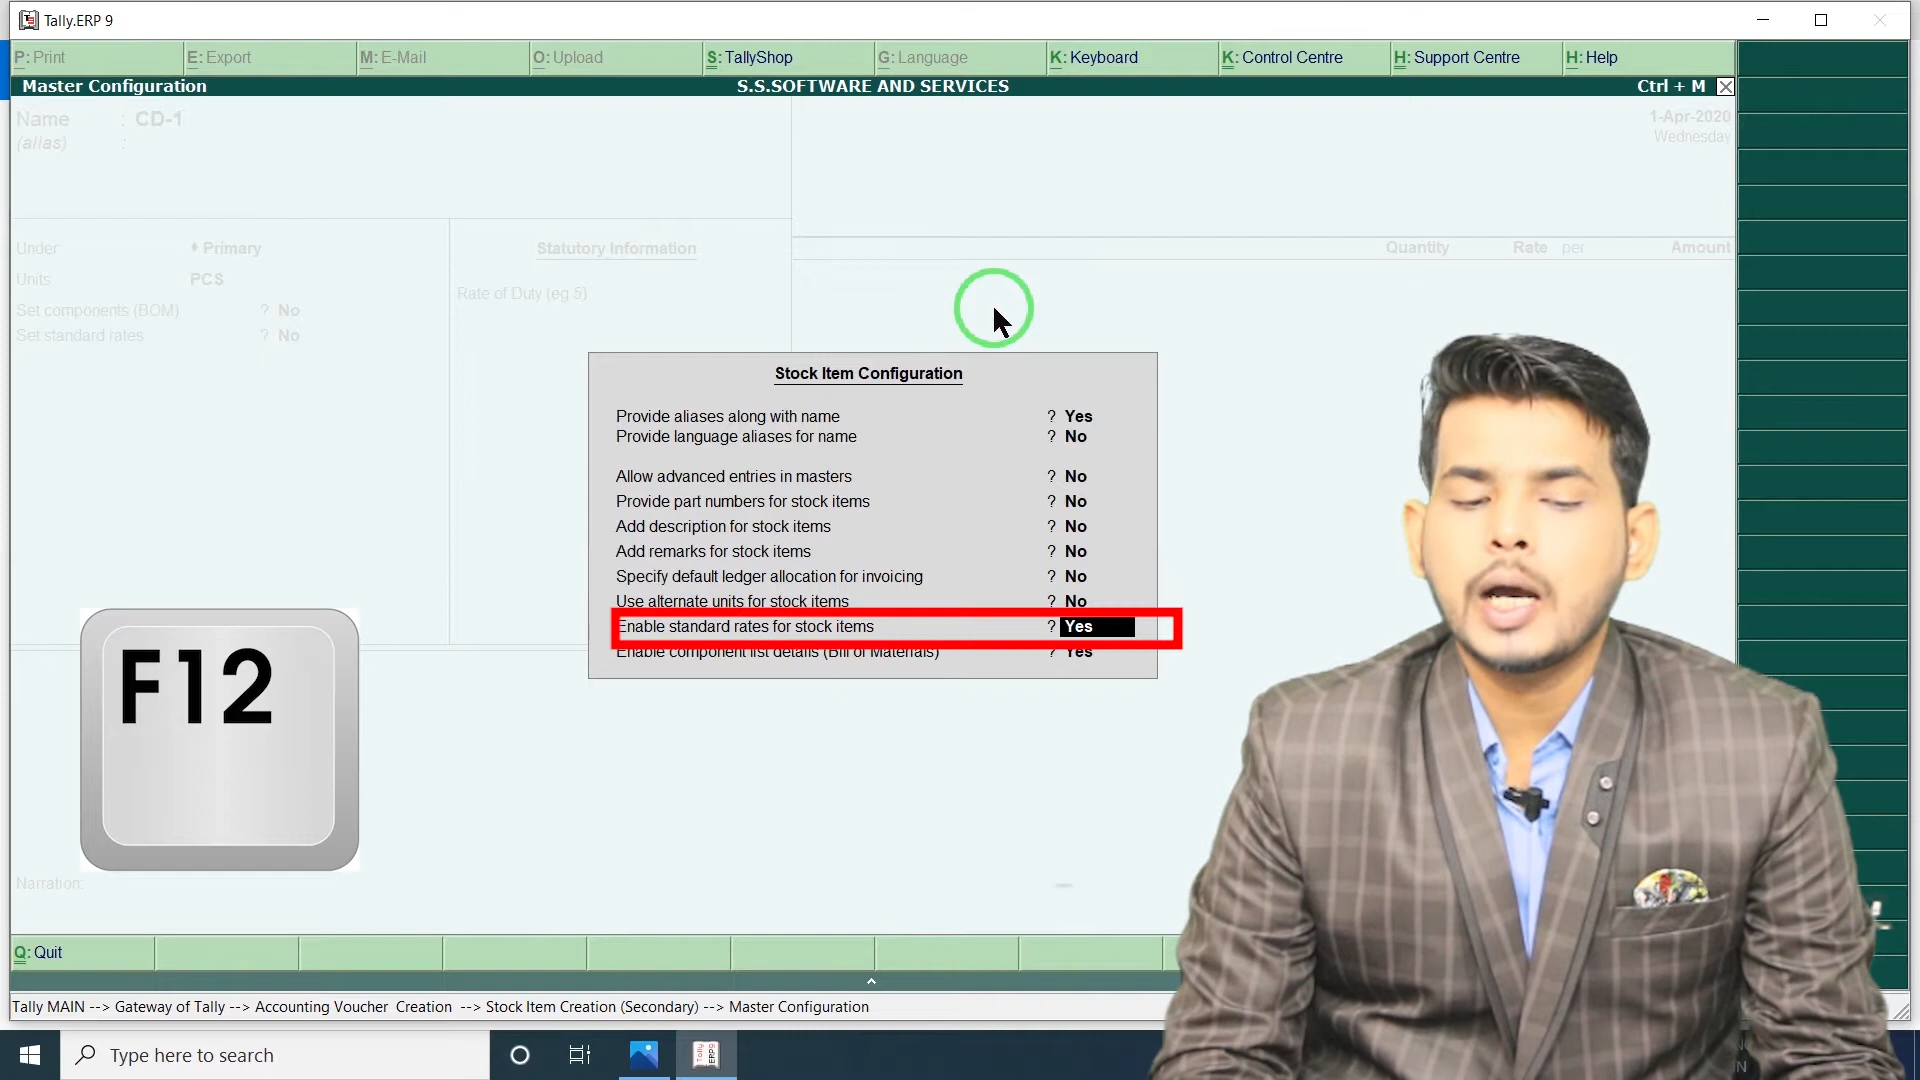 Tally.ERP 9
P: Print
E: Export
M: E-Mail
O: Upload
S: TallyShop
G: Language
K: Keyboard
K: Control Centre
H: Support Centre
H: Help
Master Configuration
S.S.SOFTWARE AND SERVICES
Ctrl + M
Name : CD-1
(alias) :
1-Apr-2020
Wednesday
Under ♦ Primary
Units PCS
Set components (BOM) ? No
Set standard rates ? No
Statutory Information
Rate of Duty (eg 5)
Quantity Rate per Amount
Stock Item Configuration
Provide aliases along with name ? Yes
Provide language aliases for name ? No
Allow advanced entries in masters ? No
Provide part numbers for stock items ? No
Add description for stock items ? No
Add remarks for stock items ? No
Specify default ledger allocation for invoicing ? No
Use alternate units for stock items ? No
Enable standard rates for stock items ? Yes
Enable component list details (Bill of Materials) ? Yes
F12
Narration:
Q: Quit
Tally MAIN --> Gateway of Tally --> Accounting Voucher Creation --> Stock Item Creation (Secondary) --> Master Configuration
Type here to search
Tally ERP9